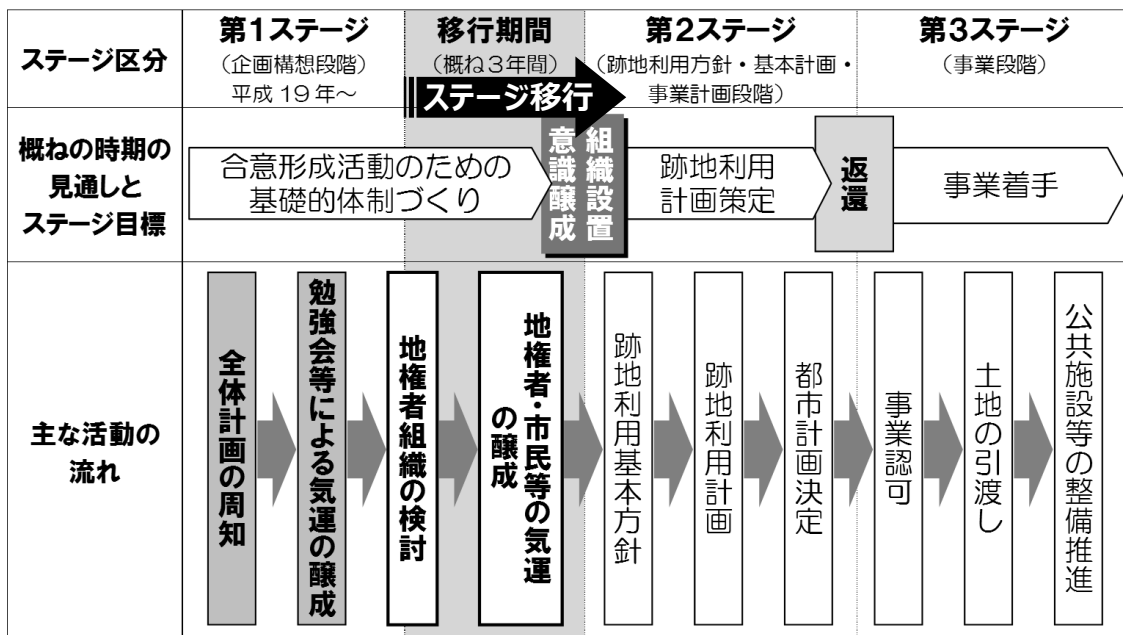 ステージ区分
第1ステージ
（企画構想段階）
平成 19 年～
移行期間
（概ね３年間）
ステージ移行
第2ステージ
（跡地利用方針・基本計画・
事業計画段階）
第3ステージ
（事業段階）
概ねの時期の
見通しと
ステージ目標
合意形成活動のための
基礎的体制づくり
組織設置
意識醸成
跡地利用
計画策定
返還
事業着手
主な活動の
流れ
全体計画の周知
勉強会等による気運の醸成
地権者組織の検討
地権者・市民等の気運
の醸成
跡地利用基本方針
跡地利用計画
都市計画決定
事業認可
土地の引渡し
公共施設等の整備推進